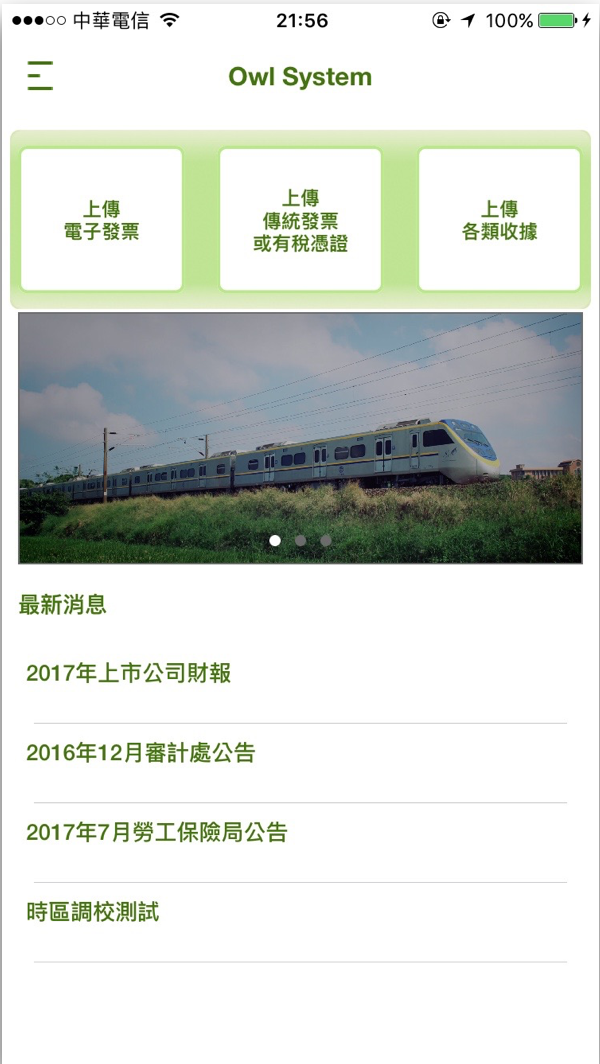 中華電信
21:56
100%
Owl System
上傳
電子發票
上傳
傳統發票
或有稅憑證
上傳
各類收據
最新消息
2017年上市公司財報
2016年12月審計處公告
2017年7月勞工保險局公告
時區調校測試